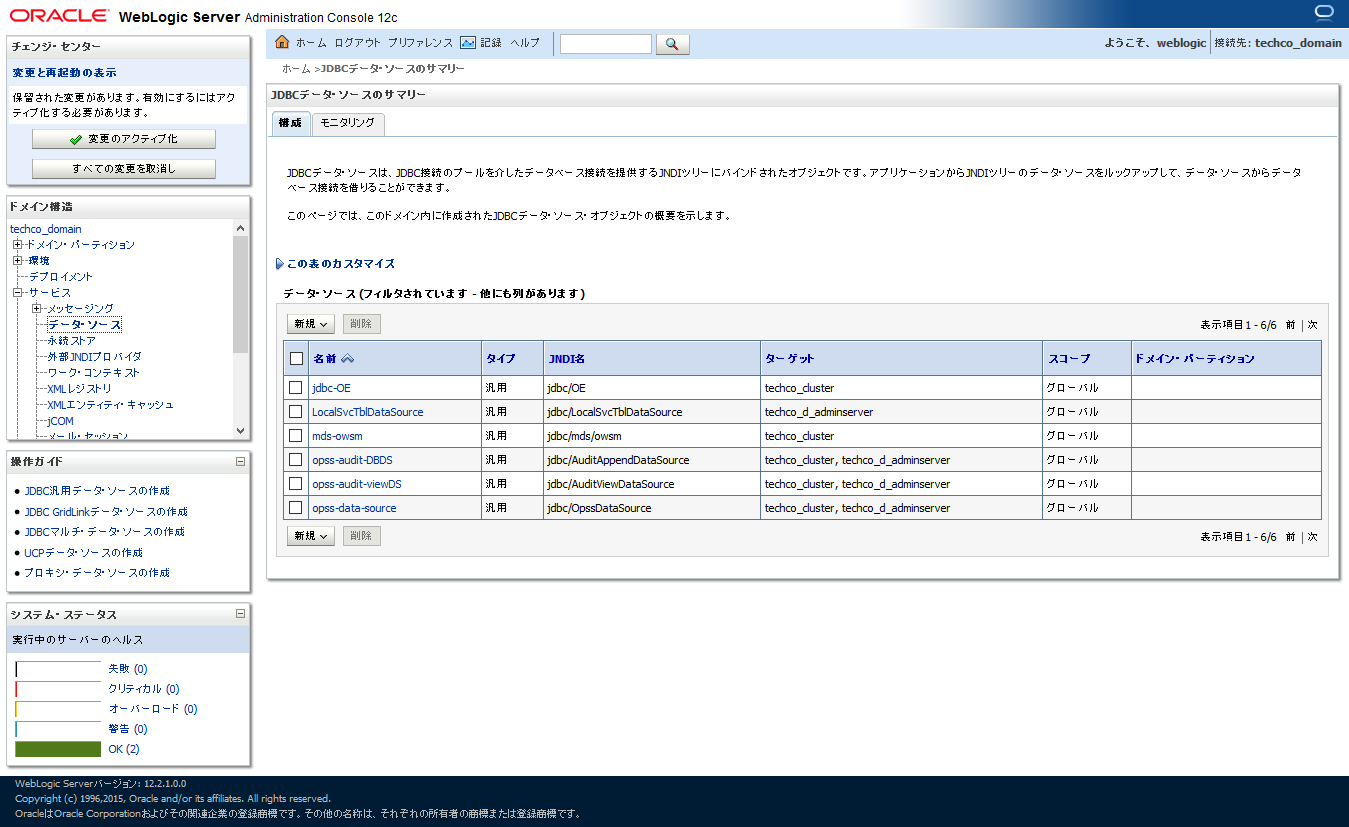 ORACLE WebLogic Server Administration Console 12c
チェンジ・センター
変更と再起動の表示
保留された変更があります。有効にするにはアク
ティブ化する必要があります。
変更のアクティブ化
すべての変更を取消し
ドメイン構造
techco_domain
ドメイン・パーティション
環境
デプロイメント
サービス
メッセージング
データ・ソース
永続ストア
外部JNDIプロバイダ
ワーク・コンテキスト
XMLレジストリ
XMLエンティティ・キャッシュ
jCOM
メール・セッション
操作ガイド
JDBC汎用データ・ソースの作成
JDBC GridLinkデータ・ソースの作成
JDBCマルチ・データ・ソースの作成
UCPデータ・ソースの作成
プロキシ・データ・ソースの作成
システム・ステータス
実行中のサーバーのヘルス
失敗 (0)
クリティカル (0)
オーバーロード (0)
警告 (0)
OK (2)
ホーム ログアウト プリファレンス 記録 ヘルプ
ようこそ、weblogic 接続先: techco_domain
ホーム >JDBCデータ・ソースのサマリー
JDBCデータ・ソースのサマリー
構成 モニタリング
JDBCデータ・ソースは、JDBC接続のプールを介したデータベース接続を提供するJNDIツリーにバインドされたオブジェクトです。アプリケーションからJNDIツリーのデータ・ソースをルックアップして、データ・ソースからデータ
ベース接続を借りることができます。
このページでは、このドメイン内に作成されたJDBCデータ・ソース・オブジェクトの概要を示します。
この表のカスタマイズ
データ・ソース (フィルタされています - 他にも列があります)
新規 削除 表示項目1 - 6/6 前 | 次
名前 タイプ JNDI名 ターゲット スコープ ドメイン・パーティション
jdbc-OE 汎用 jdbc/OE techco_cluster グローバル
LocalSvcTblDataSource 汎用 jdbc/LocalSvcTblDataSource techco_d_adminserver グローバル
mds-owsm 汎用 jdbc/mds/owsm techco_cluster グローバル
opss-audit-DBDS 汎用 jdbc/AuditAppendDataSource techco_cluster, techco_d_adminserver グローバル
opss-audit-viewDS 汎用 jdbc/AuditViewDataSource techco_cluster, techco_d_adminserver グローバル
opss-data-source 汎用 jdbc/OpssDataSource techco_cluster, techco_d_adminserver グローバル
新規 削除 表示項目1 - 6/6 前 | 次
WebLogic Serverバージョン: 12.2.1.0.0
Copyright (c) 1996,2015, Oracle and/or its affiliates. All rights reserved.
OracleはOracle Corporationおよびその関連企業の登録商標です。その他の名称は、それぞれの所有者の商標または登録商標です。